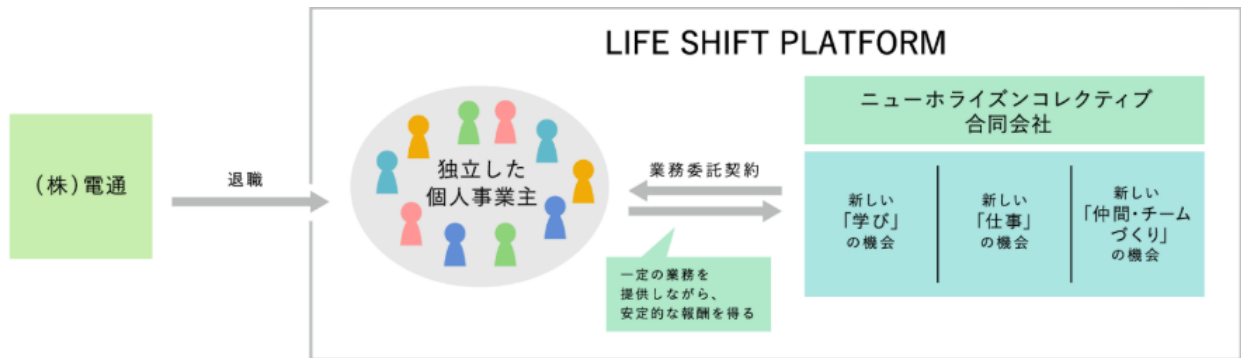 LIFE SHIFT PLATFORM
(株)電通
退職
独立した
個人事業主
業務委託契約
一定の業務を
提供しながら、
安定的な報酬を得る
ニューホライズンコレクティブ
合同会社
新しい
「学び」
の機会
新しい
「仕事」
の機会
新しい
「仲間・チーム
づくり」
の機会